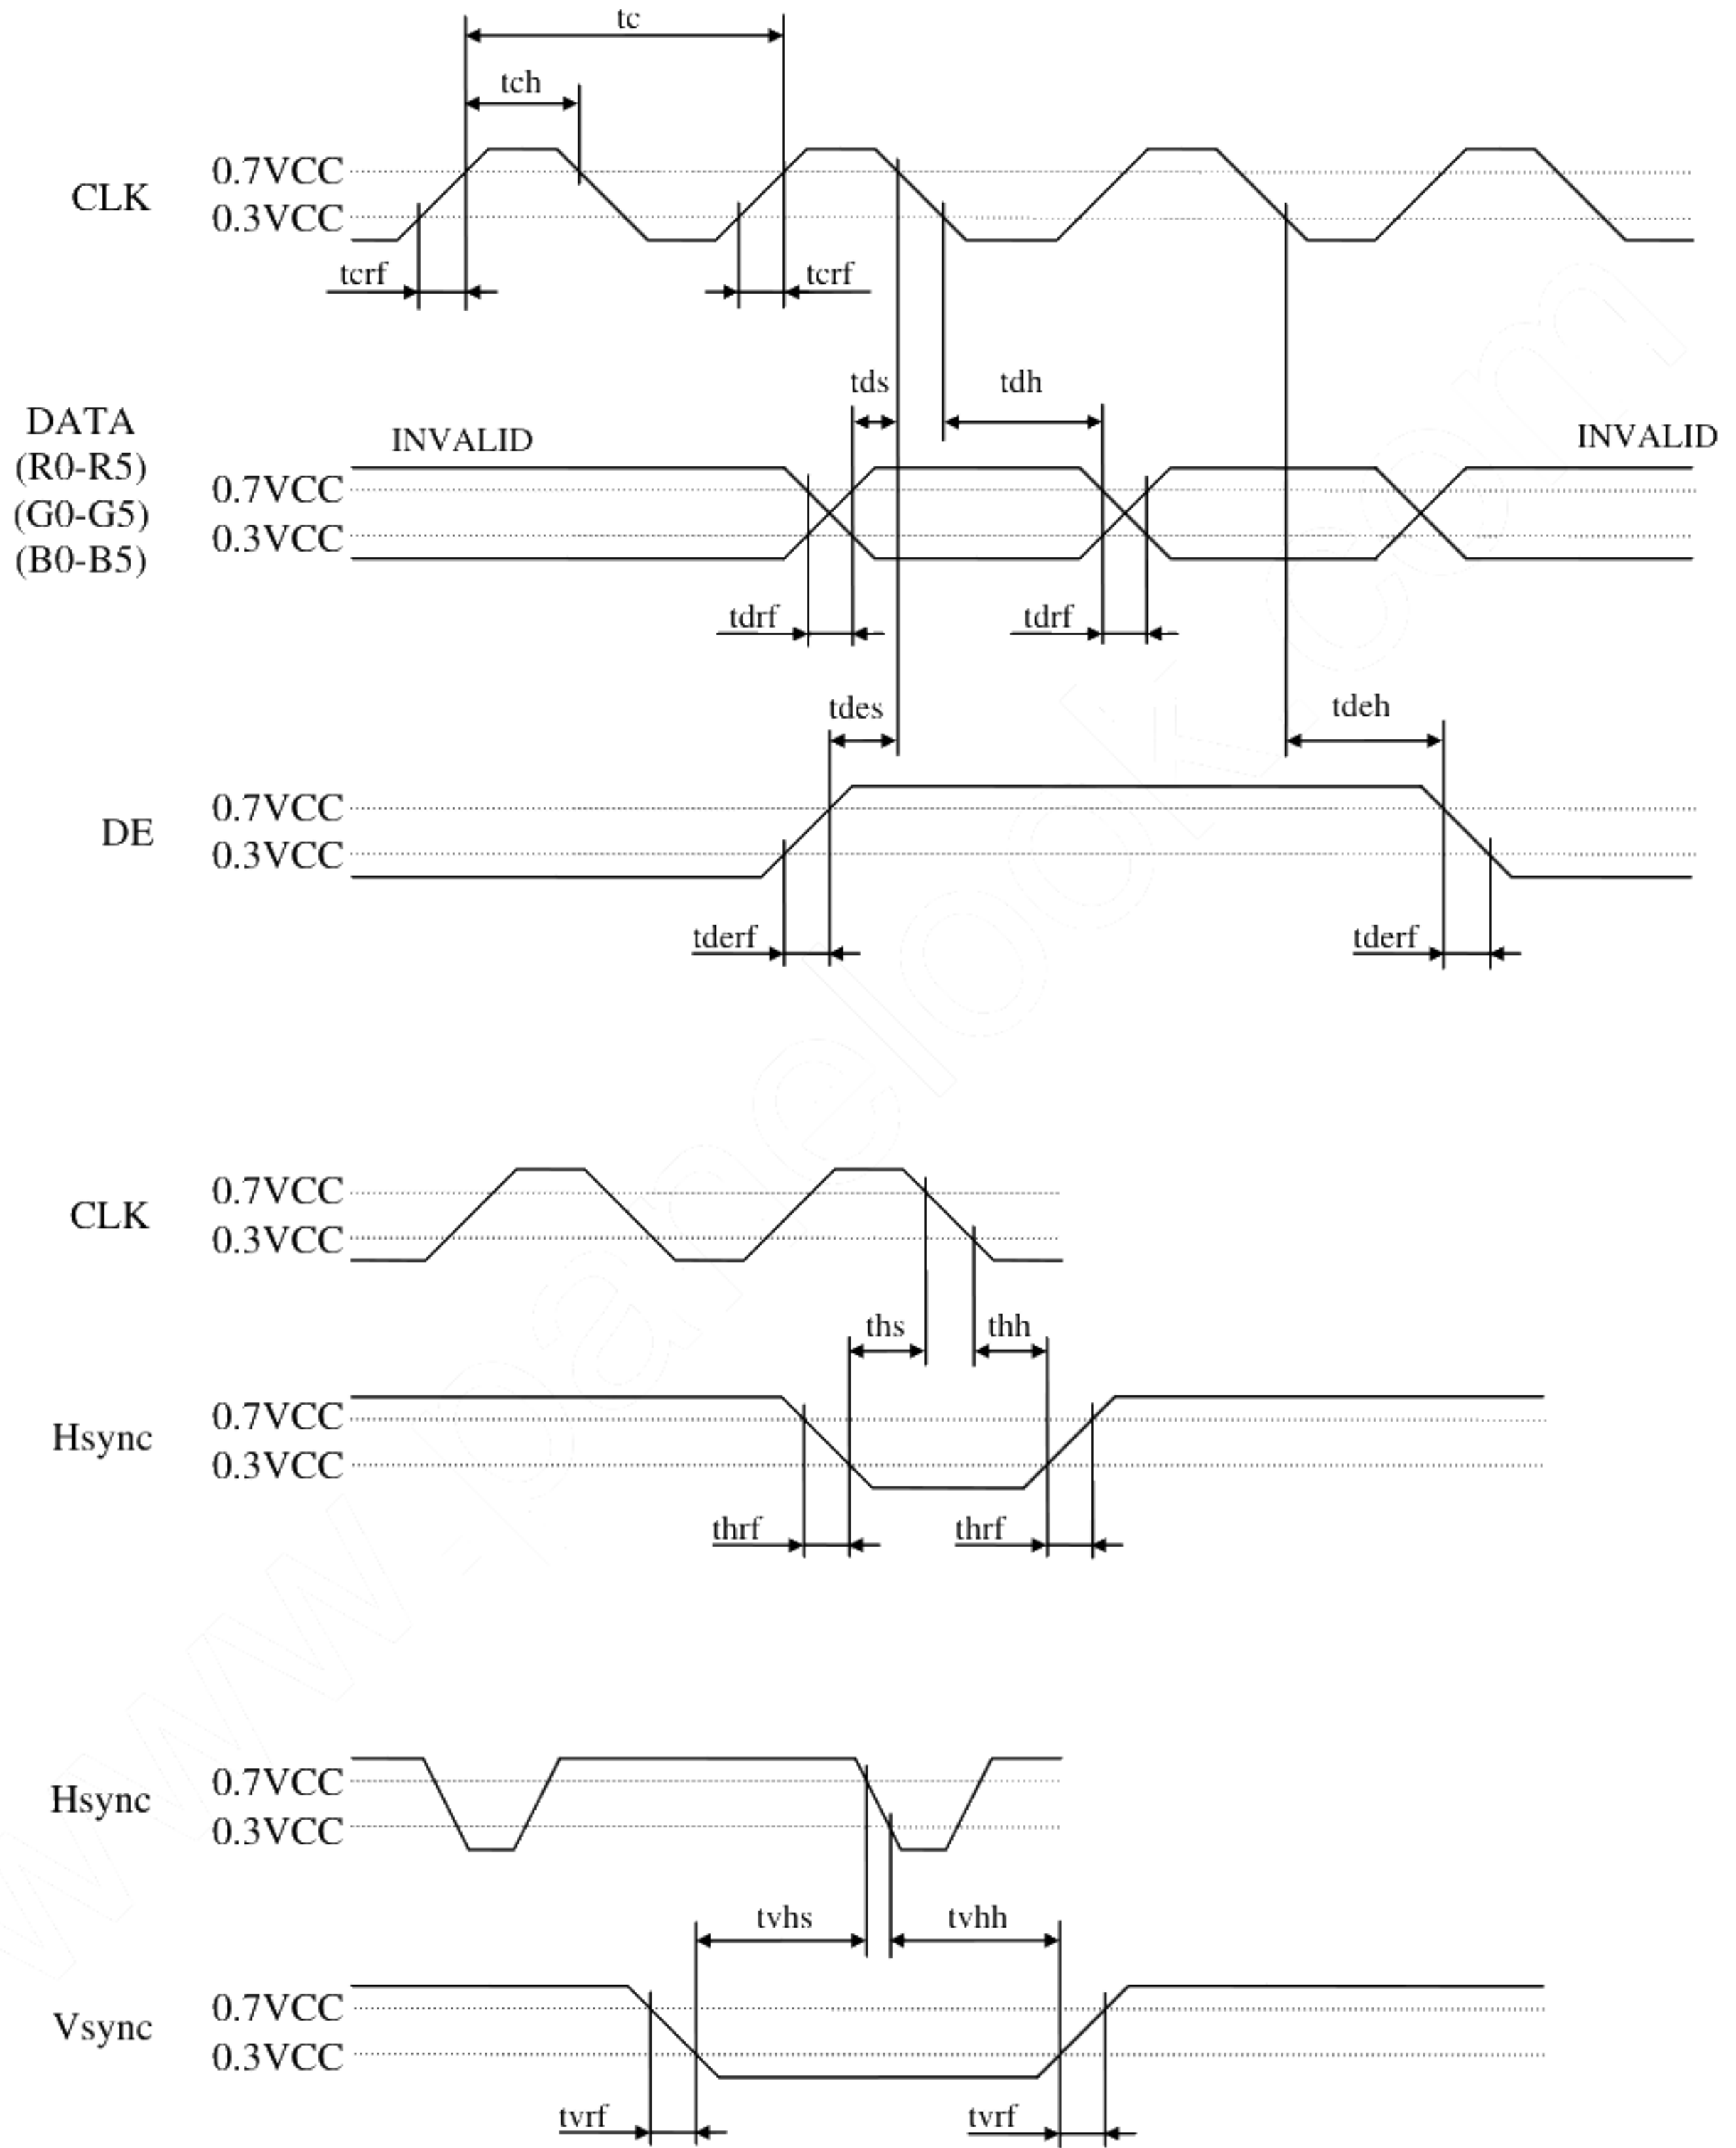 tc
tch
0.7VCC
CLK
0.3VCC
tcrf
tcrf
tds
tdh
DATA
INVALID
INVALID
(R0-R5)
0.7VCC
(G0-G5)
0.3VCC
(B0-B5)
tdrf
tdrf
tdes
tdeh
0.7VCC
DE
0.3VCC
tderf
tderf
0.7VCC
CLK
0.3VCC
ths
thh
0.7VCC
Hsync
0.3VCC
thrf
thrf
0.7VCC
Hsync
0.3VCC
tvhs
tvhh
0.7VCC
Vsync
0.3VCC
tvrf
tvrf
www.panelook.com